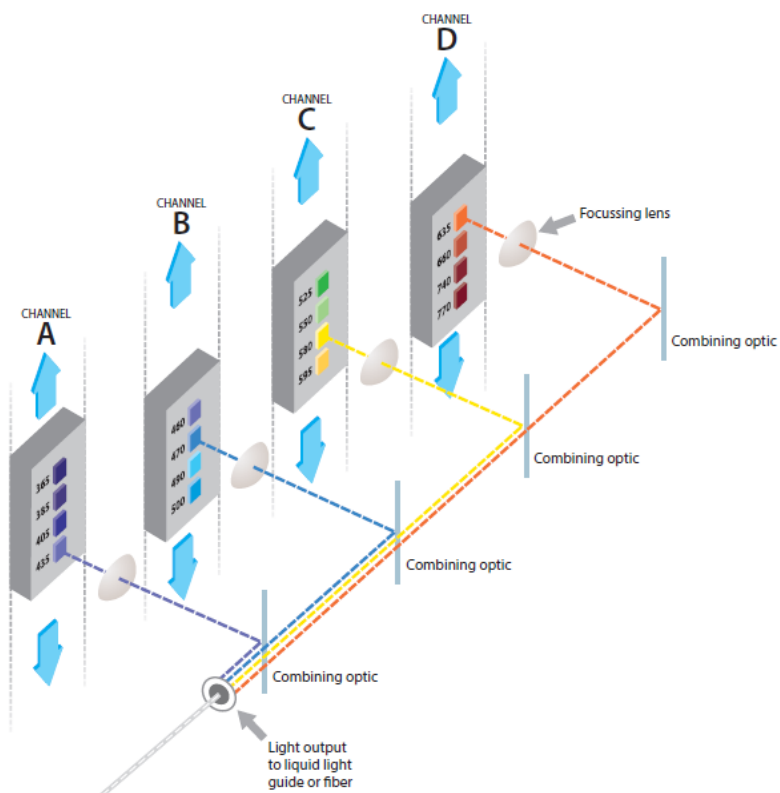 CHANNEL
D
CHANNEL
C
CHANNEL
B
CHANNEL
A
Focussing lens
635
660
740
770
525
550
580
595
460
470
490
500
365
385
405
435
Combining optic
Combining optic
Combining optic
Combining optic
Light output
to liquid light
guide or fiber